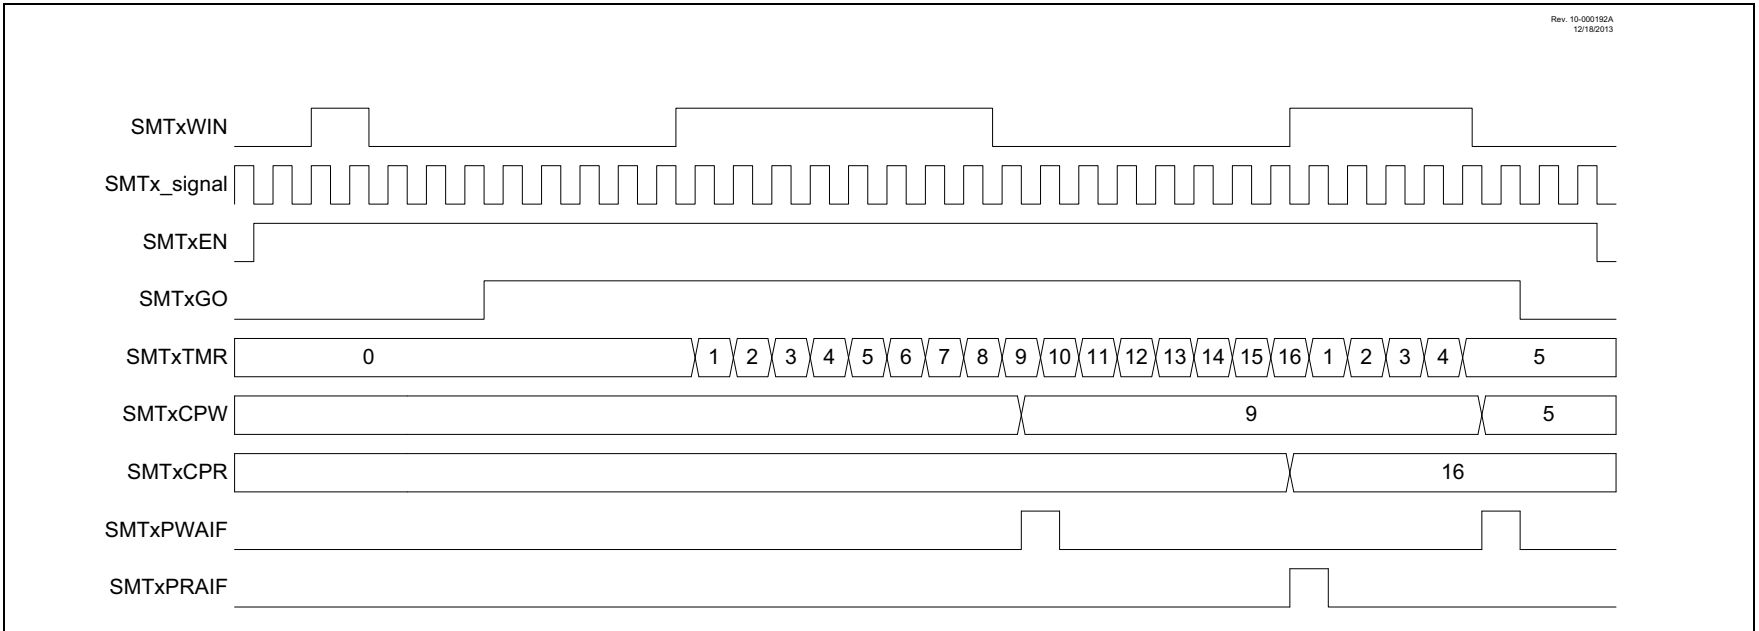 Rev. 10-000192A
12/18/2013
SMTxWIN
SMTx_signal
SMTxEN
SMTxGO
SMTxTMR 0 1 2 3 4 5 6 7 8 9 10 11 12 13 14 15 16 1 2 3 4 5
SMTxCPW 9 5
SMTxCPR 16
SMTxPWAIF
SMTxPRAIF